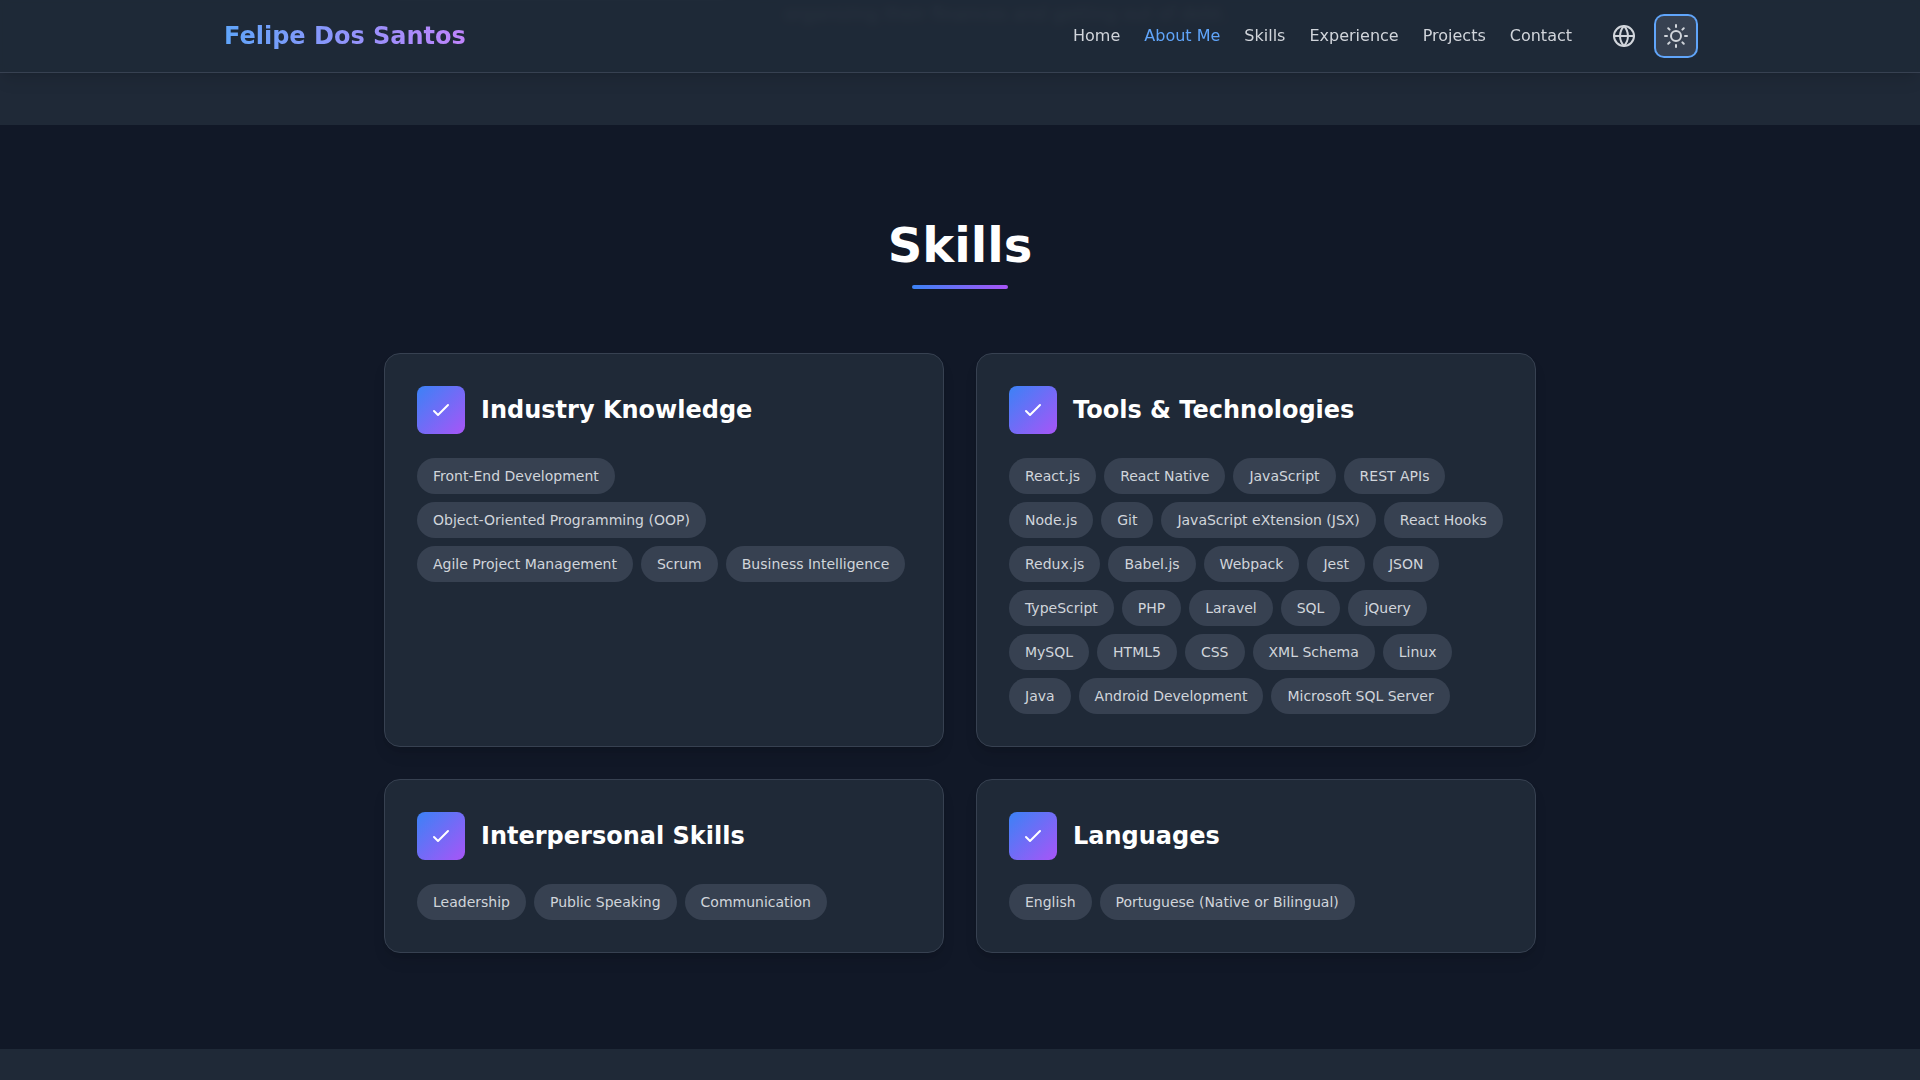 Felipe Dos Santos
Home About Me Skills Experience Projects Contact
Skills
Industry Knowledge
Front-End Development
Object-Oriented Programming (OOP)
Agile Project Management Scrum Business Intelligence
Tools & Technologies
React.js React Native JavaScript REST APIs
Node.js Git JavaScript eXtension (JSX) React Hooks
Redux.js Babel.js Webpack Jest JSON
TypeScript PHP Laravel SQL jQuery
MySQL HTML5 CSS XML Schema Linux
Java Android Development Microsoft SQL Server
Interpersonal Skills
Leadership Public Speaking Communication
Languages
English Portuguese (Native or Bilingual)